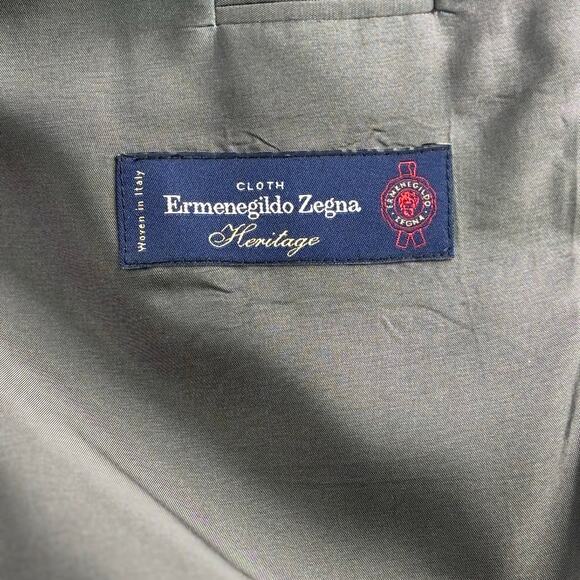 Woven in Italy
CLOTH
Ermenegildo Zegna
Heritage
ERMENEGILDO
ZEGNA